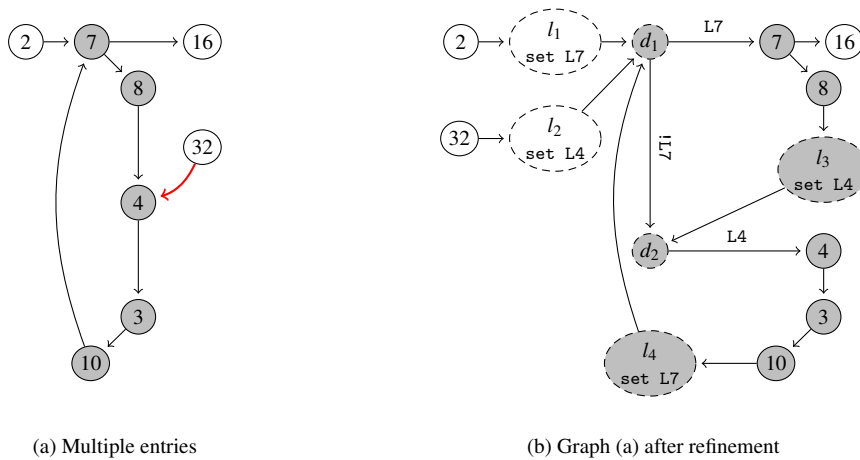 2
7
16
8
32
4
3
10
(a) Multiple entries
2
l1
set L7
d1
L7
7
16
8
32
l2
set L4
!L7
l3
set L4
d2
L4
4
3
l4
set L7
10
(b) Graph (a) after refinement